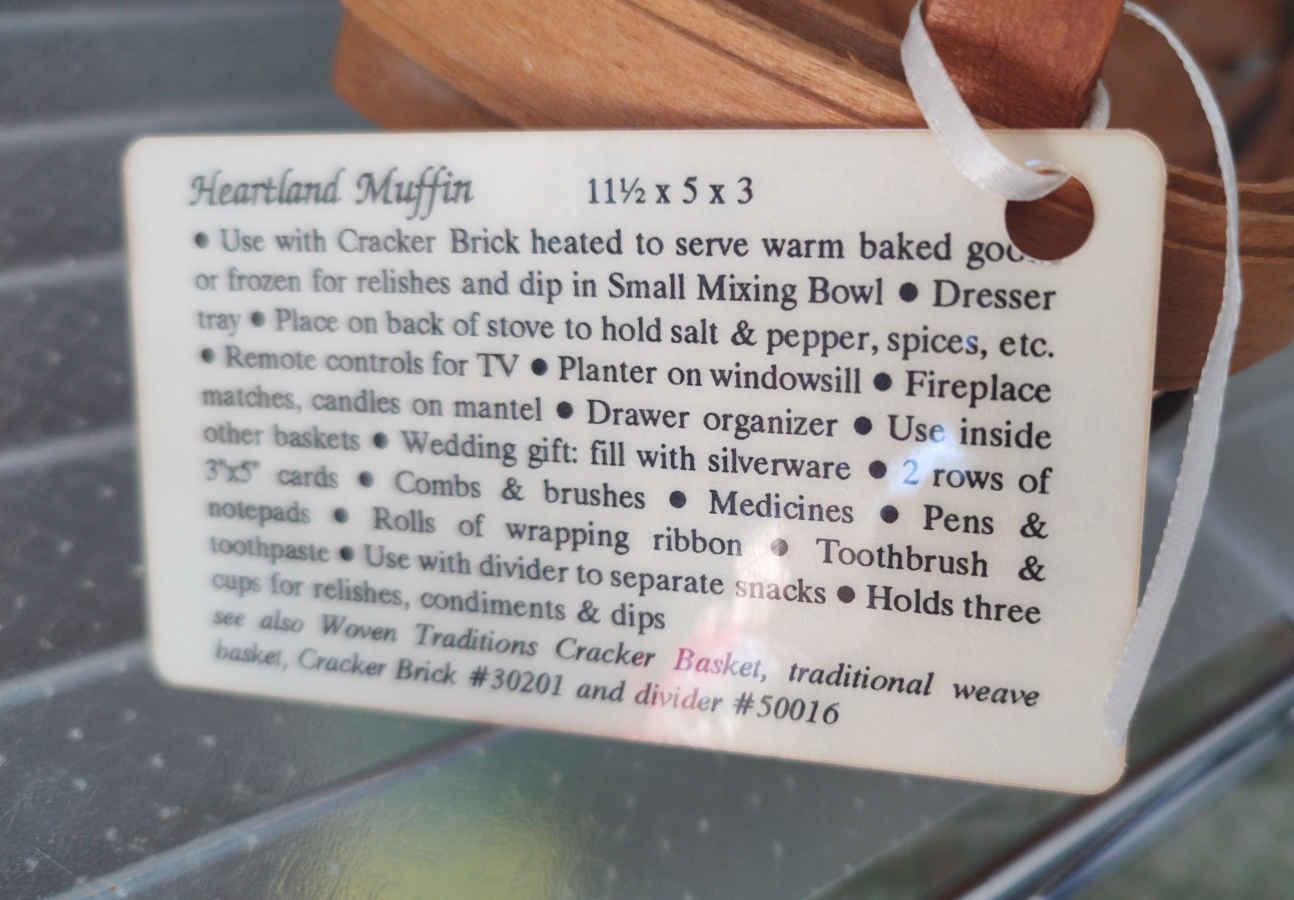 Heartland Muffin 11½ x 5 x 3
● Use with Cracker Brick heated to serve warm baked
or frozen for relishes and dip in Small Mixing Bowl ● Dresser
tray ● Place on back of stove to hold salt & pepper, spices, etc.
● Remote controls for TV ● Planter on windowsill ● Fireplace
matches, candles on mantel ● Drawer organizer ● Use inside
other baskets ● Wedding gift: fill with silverware ● 2 rows of
3"x5" cards ● Combs & brushes ● Medicines ● Pens &
notepads ● Rolls of wrapping ribbon ● Toothbrush &
toothpaste ● Use with divider to separate snacks ● Holds three
cups for relishes, condiments & dips
see also Woven Traditions Cracker Basket, traditional weave
basket, Cracker Brick #30201 and divider #50016